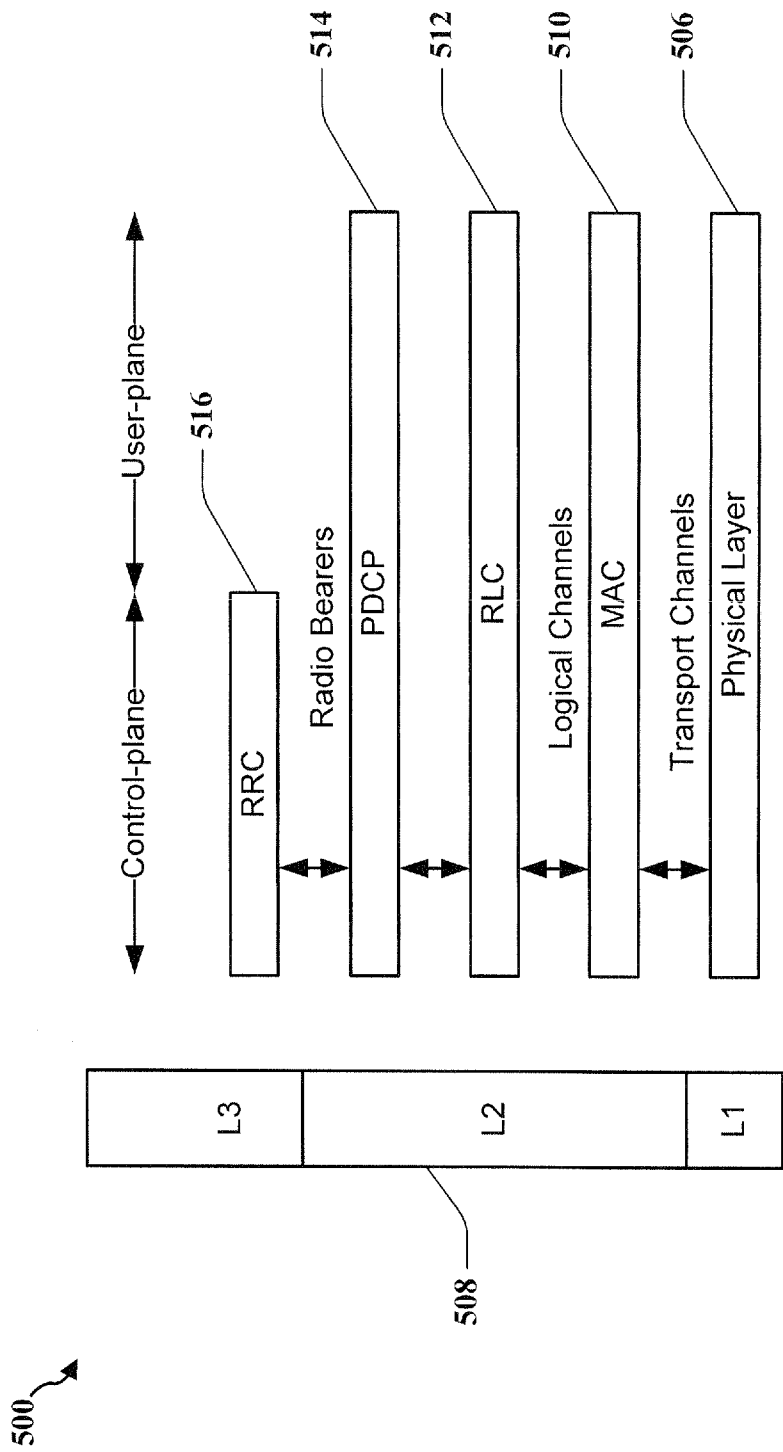 500
Control-plane
User-plane
L3
RRC
516
Radio Bearers
L2
508
PDCP
514
RLC
512
Logical Channels
MAC
510
Transport Channels
L1
Physical Layer
506